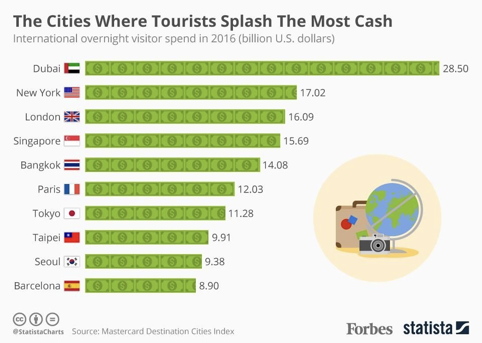 The Cities Where Tourists Splash The Most Cash
International overnight visitor spend in 2016 (billion U.S. dollars)
Dubai 28.50
New York 17.02
London 16.09
Singapore 15.69
Bangkok 14.08
Paris 12.03
Tokyo 11.28
Taipei 9.91
Seoul 9.38
Barcelona 8.90
@StatistaCharts Source: Mastercard Destination Cities Index
Forbes statista